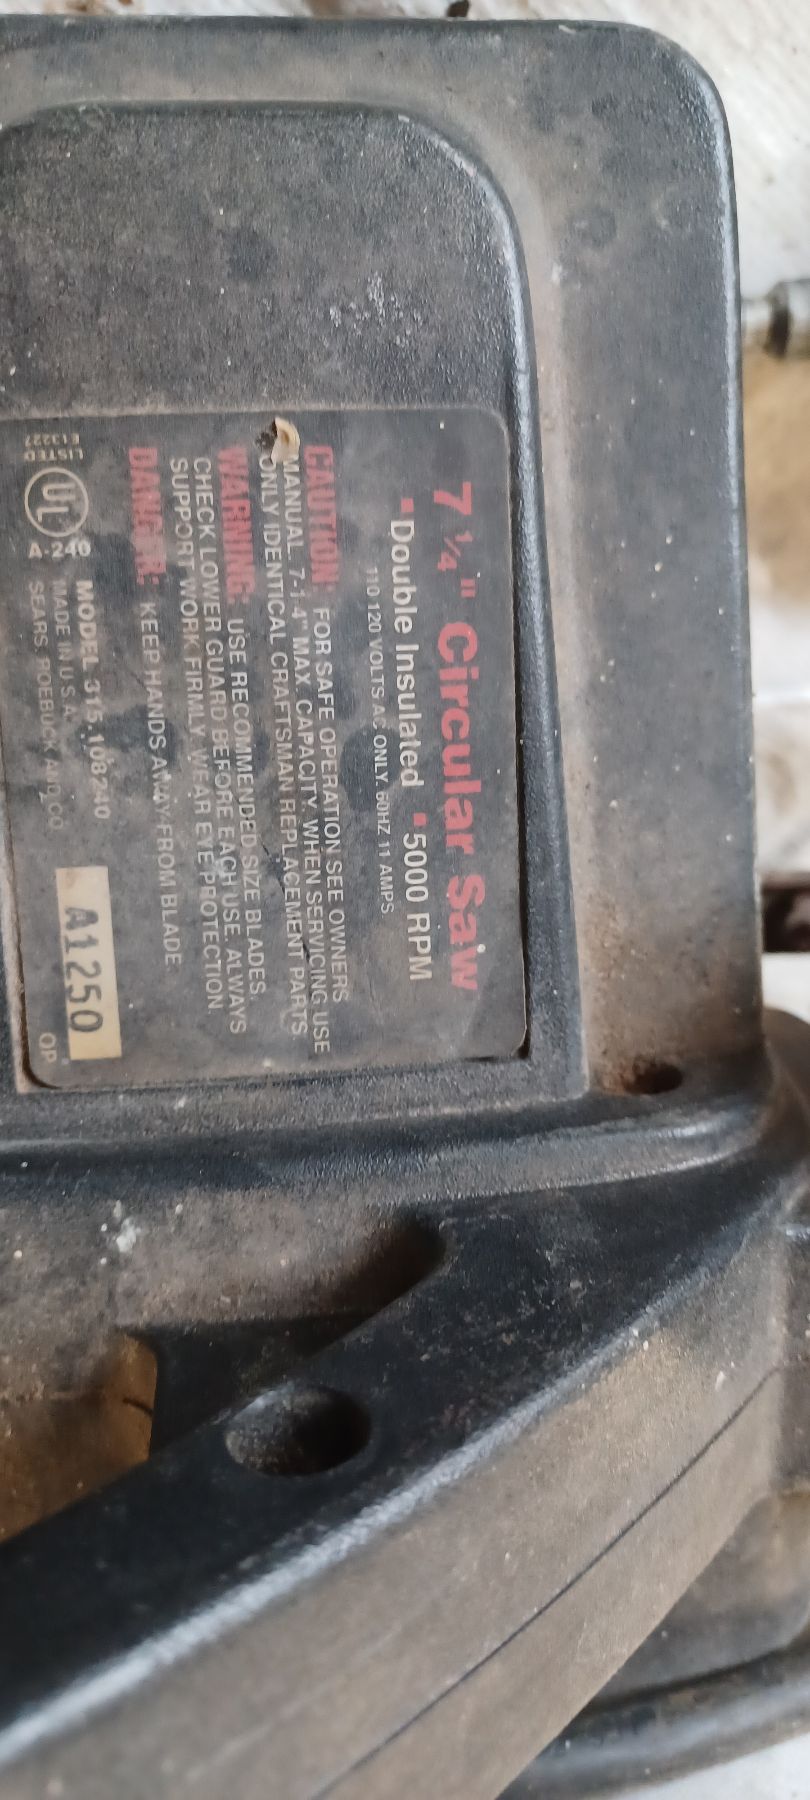 7 1/4" Circular Saw
Double Insulated 5000 RPM
110 120 VOLTS. AC ONLY. 60HZ 11 AMPS
CAUTION: FOR SAFE OPERATION SEE OWNERS
MANUAL. 7-1-4" MAX. CAPACITY. WHEN SERVICING USE
ONLY IDENTICAL CRAFTSMAN REPLACEMENT PARTS
WARNING: USE RECOMMENDED SIZE BLADES.
CHECK LOWER GUARD BEFORE EACH USE. ALWAYS
SUPPORT WORK FIRMLY. WEAR EYE PROTECTION.
DANGER: KEEP HANDS AWAY FROM BLADE.
UL
A-240
LISTED
E13227
MODEL 315.108240
MADE IN U.S.A.
SEARS, ROEBUCK AND CO.
A1250
OP